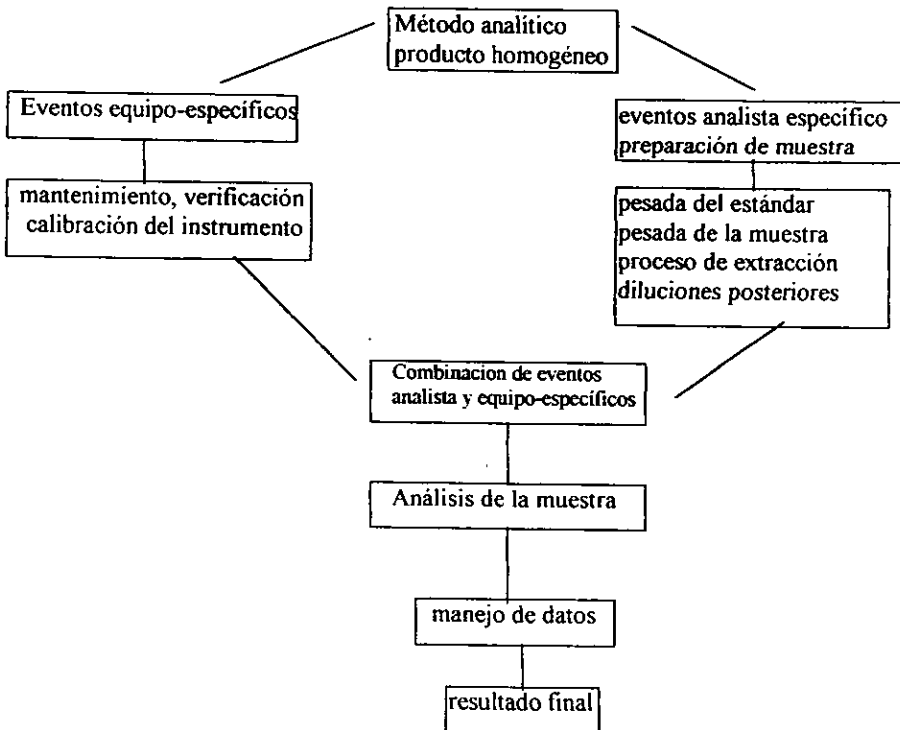 Método analítico
producto homogéneo
Eventos equipo-específicos
mantenimiento, verificación
calibración del instrumento
eventos analista específico
preparación de muestra
pesada del estándar
pesada de la muestra
proceso de extracción
diluciones posteriores
Combinacion de eventos
analista y equipo-específicos
Análisis de la muestra
manejo de datos
resultado final